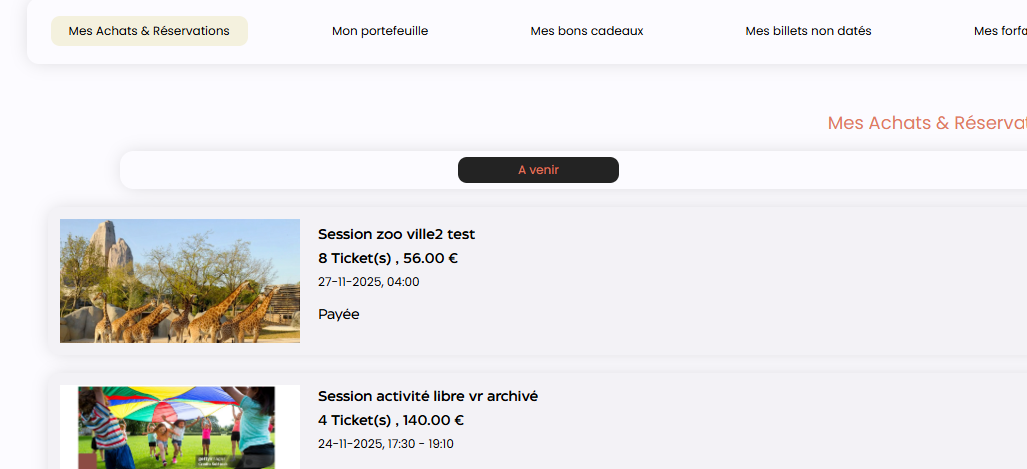 Mes Achats & Réservations
Mon portefeuille
Mes bons cadeaux
Mes billets non datés
Mes
Mes Achats &
A venir
Session zoo ville2 test
8 Ticket(s) , 56.00 €
27-11-2025, 04:00
Payée
Session activité libre vr archivé
4 Ticket(s) , 140.00 €
24-11-2025, 17:30 - 19:10